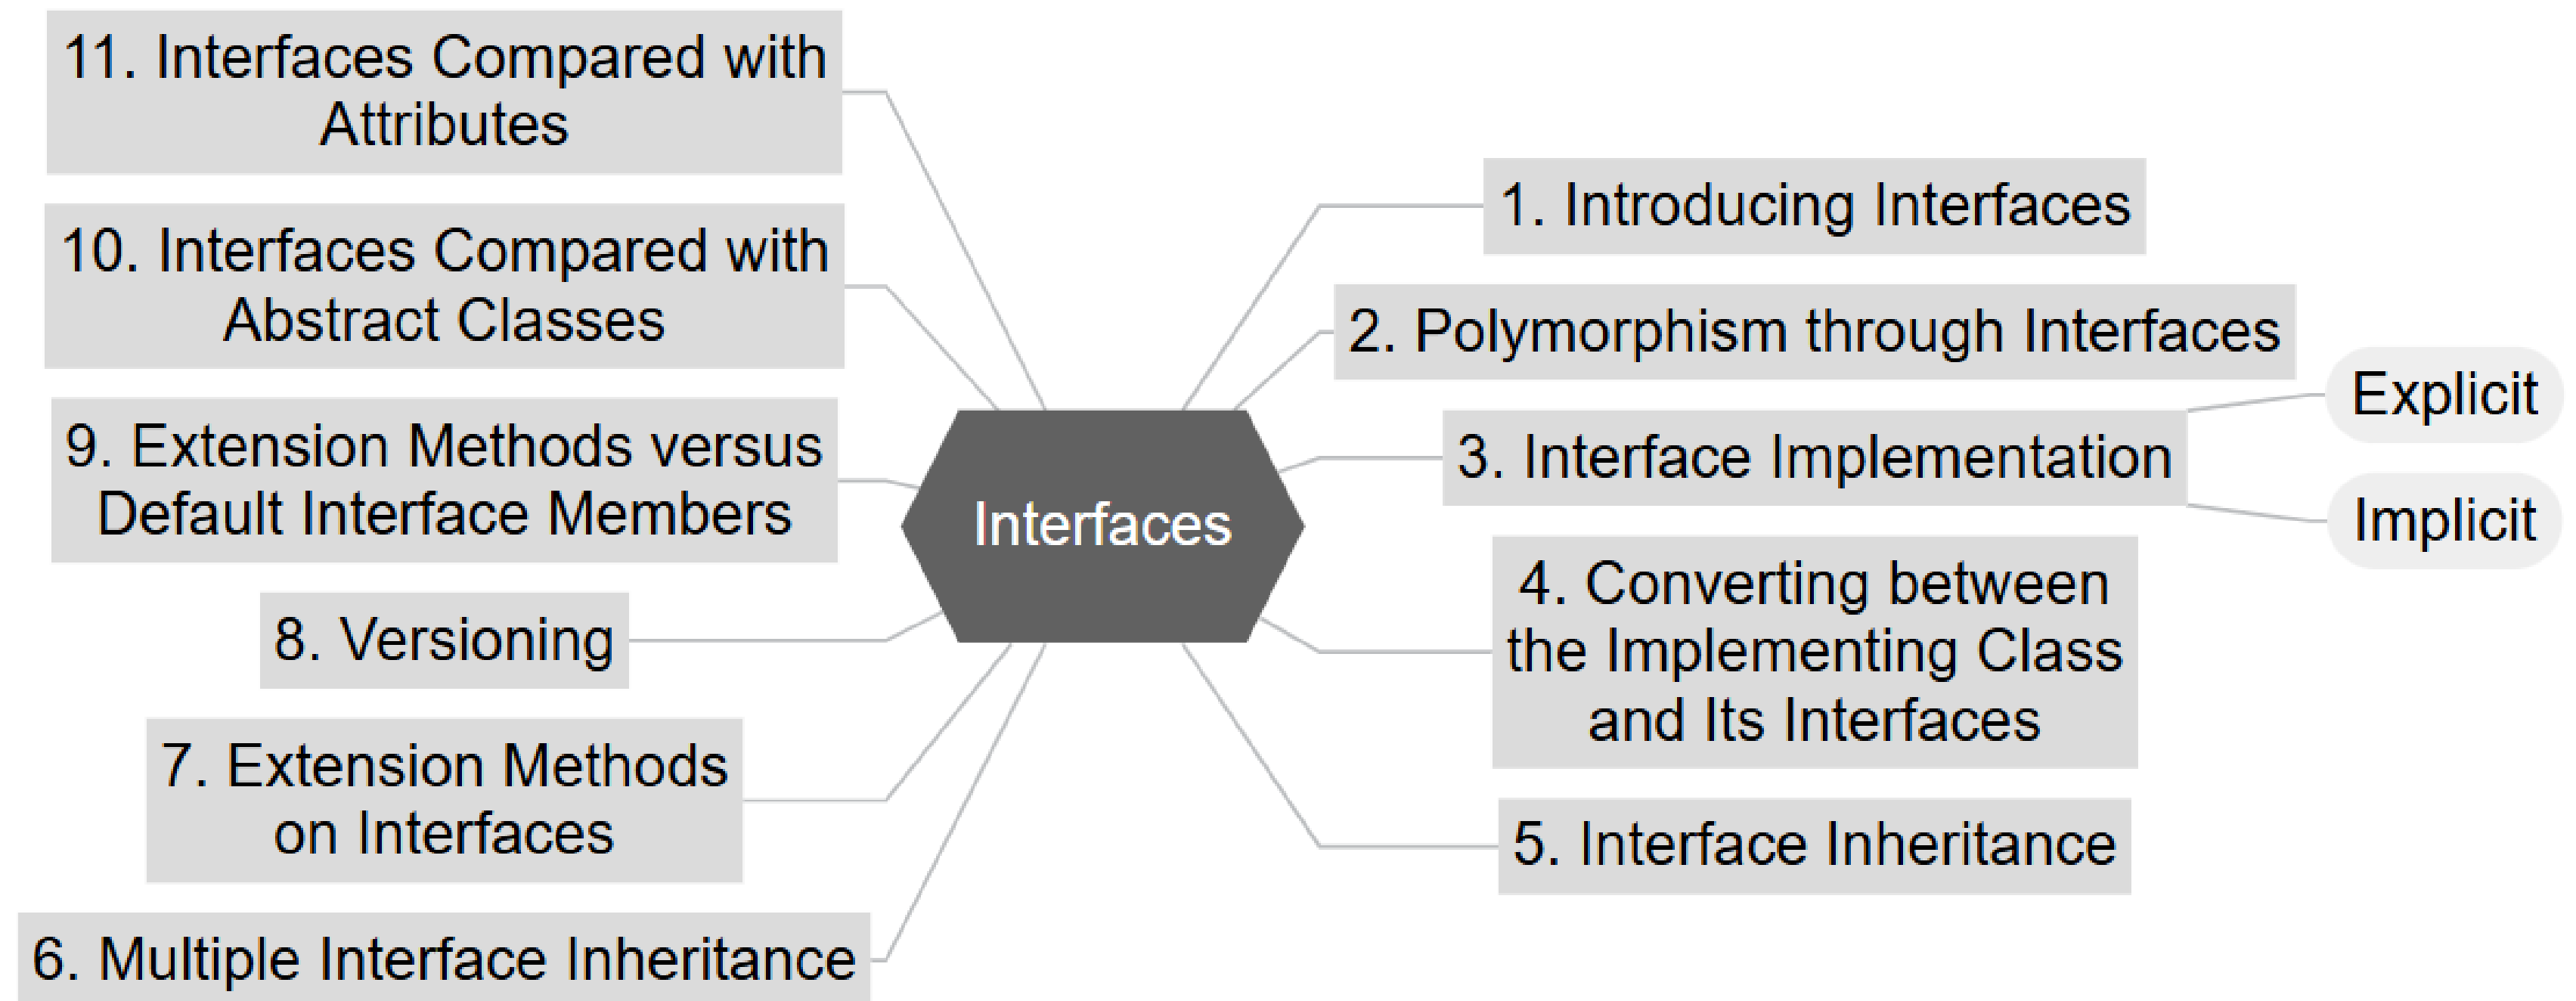 11. Interfaces Compared with
Attributes
10. Interfaces Compared with
Abstract Classes
9. Extension Methods versus
Default Interface Members
8. Versioning
7. Extension Methods
on Interfaces
6. Multiple Interface Inheritance
Interfaces
1. Introducing Interfaces
2. Polymorphism through Interfaces
3. Interface Implementation
Explicit
Implicit
4. Converting between
the Implementing Class
and Its Interfaces
5. Interface Inheritance